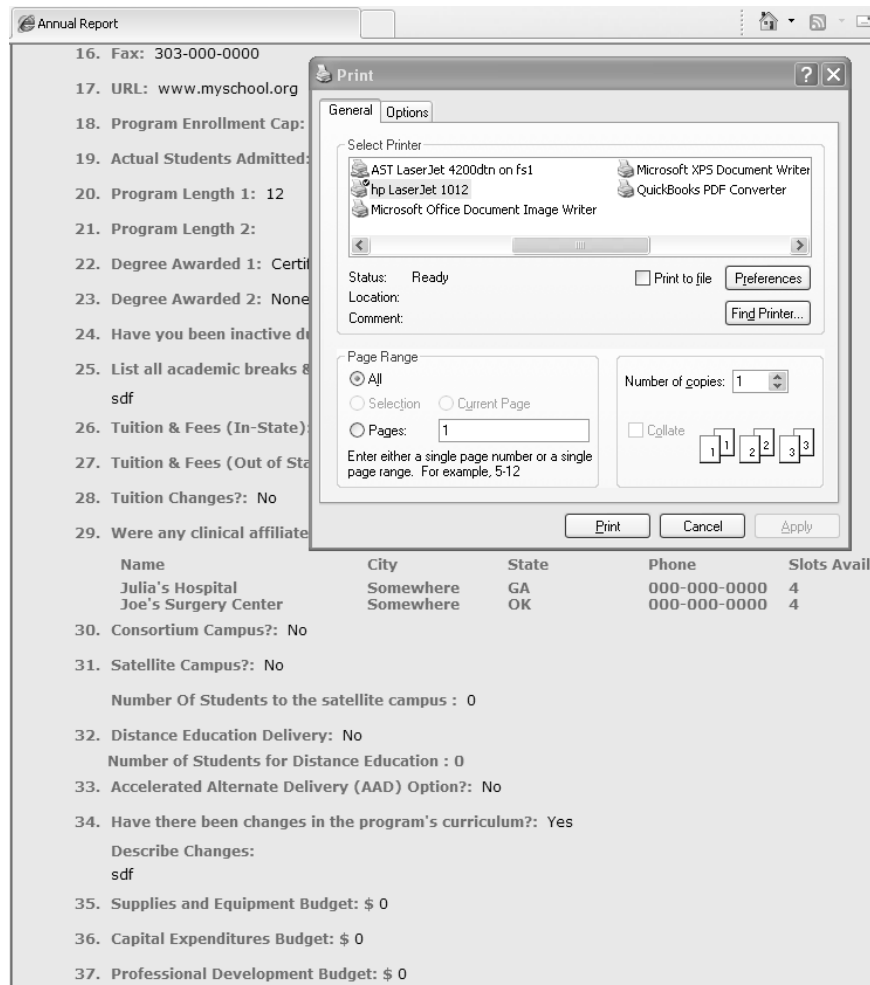 Annual Report
16. Fax: 303-000-0000
17. URL: www.myschool.org
18. Program Enrollment Cap:
19. Actual Students Admitted:
20. Program Length 1: 12
21. Program Length 2:
22. Degree Awarded 1: Certif
23. Degree Awarded 2: None
24. Have you been inactive du
25. List all academic breaks &
sdf
26. Tuition & Fees (In-State):
27. Tuition & Fees (Out of Sta
28. Tuition Changes?: No
29. Were any clinical affiliate
Print
General Options
Select Printer
AST LaserJet 4200dtn on fs1 Microsoft XPS Document Writer
hp LaserJet 1012 QuickBooks PDF Converter
Microsoft Office Document Image Writer
Status: Ready Print to file Preferences
Location:
Comment: Find Printer...
Page Range
All Number of copies: 1
Selection Current Page Collate
Pages: 1 1 1 2 2 3 3
Enter either a single page number or a single
page range. For example, 5-12
Print Cancel Apply
Name City State Phone Slots Avail
Julia's Hospital Somewhere GA 000-000-0000 4
Joe's Surgery Center Somewhere OK 000-000-0000 4
30. Consortium Campus?: No
31. Satellite Campus?: No
Number Of Students to the satellite campus : 0
32. Distance Education Delivery: No
Number of Students for Distance Education : 0
33. Accelerated Alternate Delivery (AAD) Option?: No
34. Have there been changes in the program's curriculum?: Yes
Describe Changes:
sdf
35. Supplies and Equipment Budget: $ 0
36. Capital Expenditures Budget: $ 0
37. Professional Development Budget: $ 0